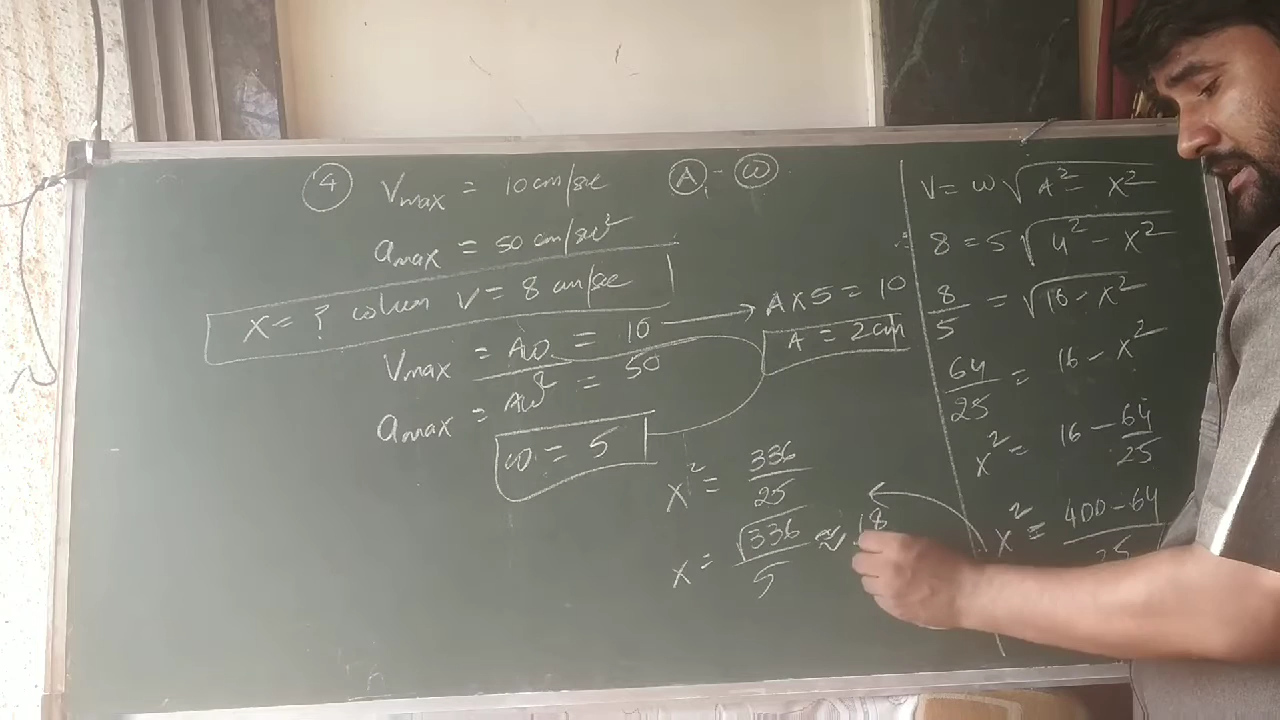 ④ Vmax = 10 cm/sec Ⓐ, - ⓦ
amax = 50 cm/sec²
X = ? when V = 8 cm/sec
Vmax = Aω = 10 → A×5 = 10
A = 2 cm
amax = Aω² = 50
ω = 5
V = ω √A² - X²
8 = 5 √4² - X²
8/5 = √16 - X²
64/25 = 16 - X²
X² = 16 - 64/25
X² = 400-64/25
X² = 336/25
X = √336/5 ≈ 18